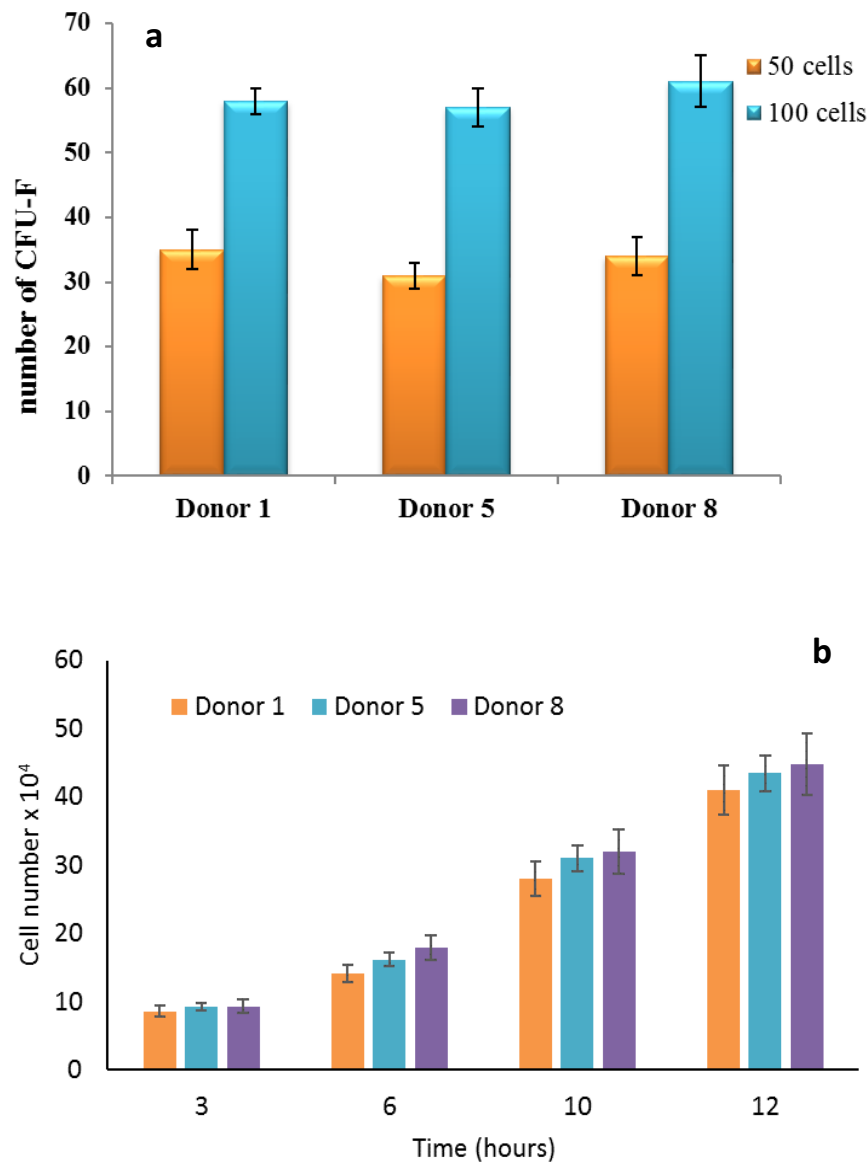 a
70
60
50
40
30
20
10
0
number of CFU-F
50 cells
100 cells
Donor 1 Donor 5 Donor 8
b
60
50
40
30
20
10
0
Cell number x 10⁴
Donor 1 Donor 5 Donor 8
3 6 10 12
Time (hours)